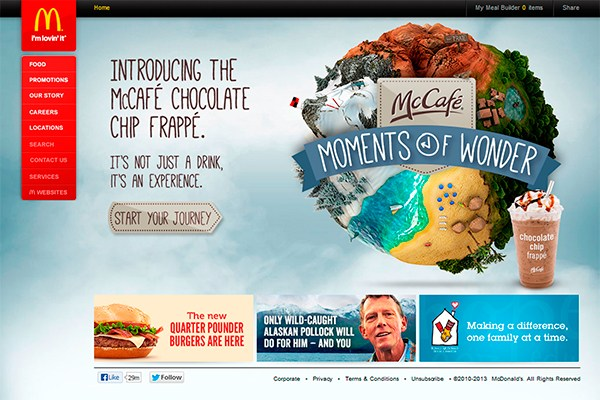 Home
My Meal Builder 0 items
Share
M
i'm lovin' it
FOOD
PROMOTIONS
OUR STORY
CAREERS
LOCATIONS
SEARCH
CONTACT US
SERVICES
M WEBSITES
INTRODUCING THE
McCAFÉ CHOCOLATE
CHIP FRAPPÉ.
IT'S NOT JUST A DRINK,
IT'S AN EXPERIENCE.
START YOUR JOURNEY
McCafé
MOMENTS OF WONDER
chocolate
chip
frappé
McCafé
The new
QUARTER POUNDER
BURGERS ARE HERE
ONLY WILD-CAUGHT
ALASKAN POLLOCK WILL
DO FOR HIM – AND YOU
Making a difference,
one family at a time.
Like
29m
Follow
Corporate • Privacy • Terms & Conditions • Unsubscribe • ©2010-2013 McDonald's. All Rights Reserved